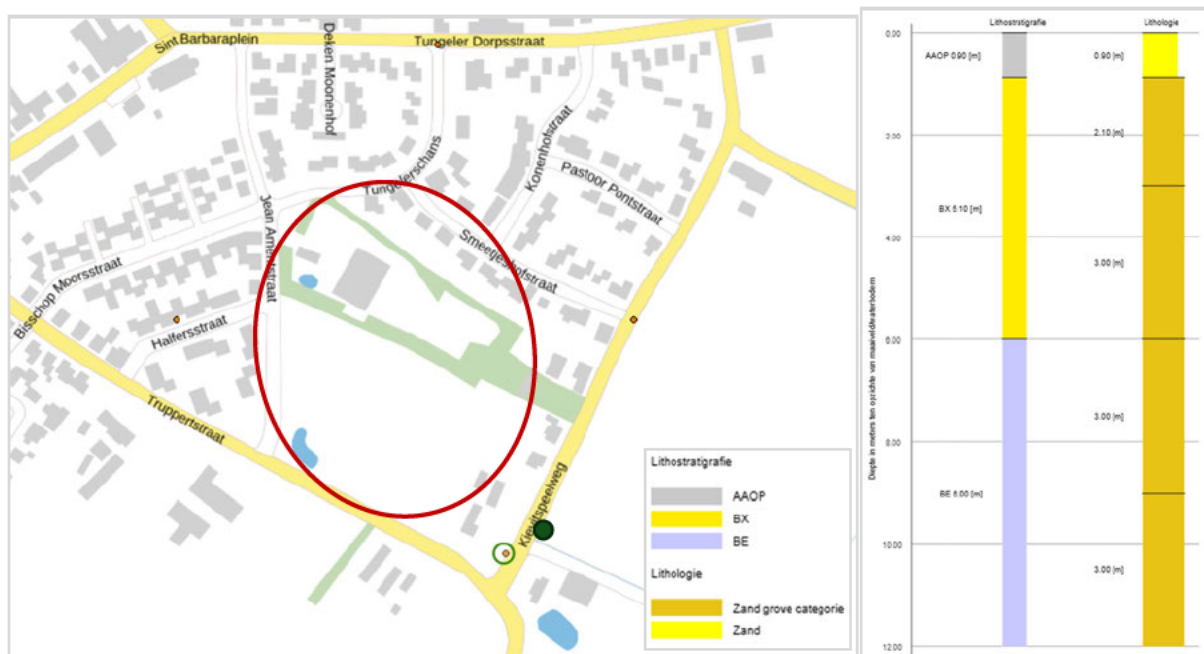 Sint Barbaraplein
Deken Moonenhof
Tungeler Dorpsstraat
Konenhofstraat
Tungelerschans
Pastoor Pontstraat
Jean Amentstraat
Smeetjeshofstraat
Bisschop Moorsstraat
Halfersstraat
Truppertstraat
Kievitspeelweg
Lithostratigrafie
AAOP
BX
BE
Lithologie
Zand grove categorie
Zand
Lithostratigrafie
Lithologie
Diepte in meters ten opzichte van maaiveld/waterbodem
0.00
AAOP 0.90 [m]
0.90 [m]
2.00
2.10 [m]
BX 5.10 [m]
4.00
3.00 [m]
6.00
3.00 [m]
8.00
BE 6.00 [m]
10.00
3.00 [m]
12.00